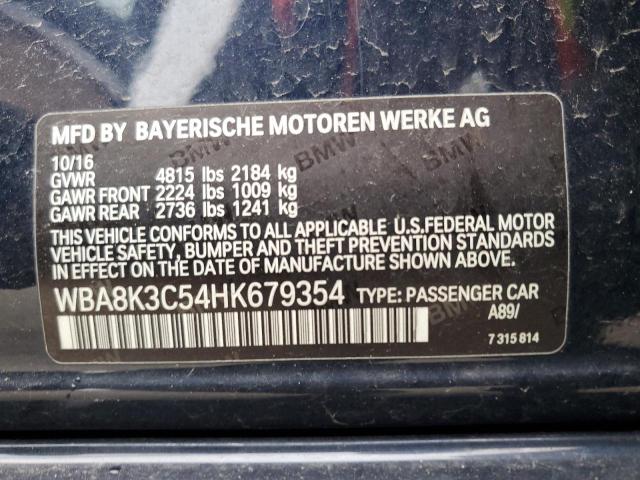 MFD BY BAYERISCHE MOTOREN WERKE AG
10/16
GVWR 4815 lbs 2184 kg
GAWR FRONT 2224 lbs 1009 kg
GAWR REAR 2736 lbs 1241 kg
THIS VEHICLE CONFORMS TO ALL APPLICABLE U.S.FEDERAL MOTOR
VEHICLE SAFETY, BUMPER AND THEFT PREVENTION STANDARDS
IN EFFECT ON THE DATE OF MANUFACTURE SHOWN ABOVE.
WBA8K3C54HK679354 TYPE: PASSENGER CAR
A89/
7 315 814